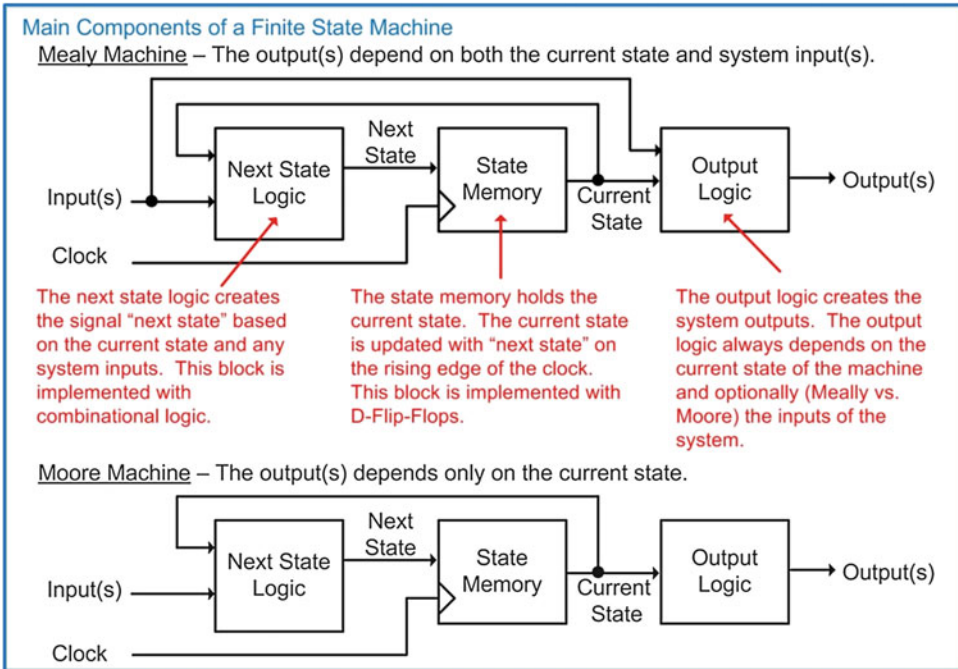 Main Components of a Finite State Machine
Mealy Machine – The output(s) depend on both the current state and system input(s).
Next
State
Next State
Logic
State
Memory
Output
Logic
Input(s)
Current
State
Output(s)
Clock
The next state logic creates
the signal “next state” based
on the current state and any
system inputs. This block is
implemented with
combinational logic.
The state memory holds the
current state. The current state
is updated with “next state” on
the rising edge of the clock.
This block is implemented with
D-Flip-Flops.
The output logic creates the
system outputs. The output
logic always depends on the
current state of the machine
and optionally (Meally vs.
Moore) the inputs of the
system.
Moore Machine – The output(s) depends only on the current state.
Next
State
Next State
Logic
State
Memory
Output
Logic
Input(s)
Current
State
Output(s)
Clock